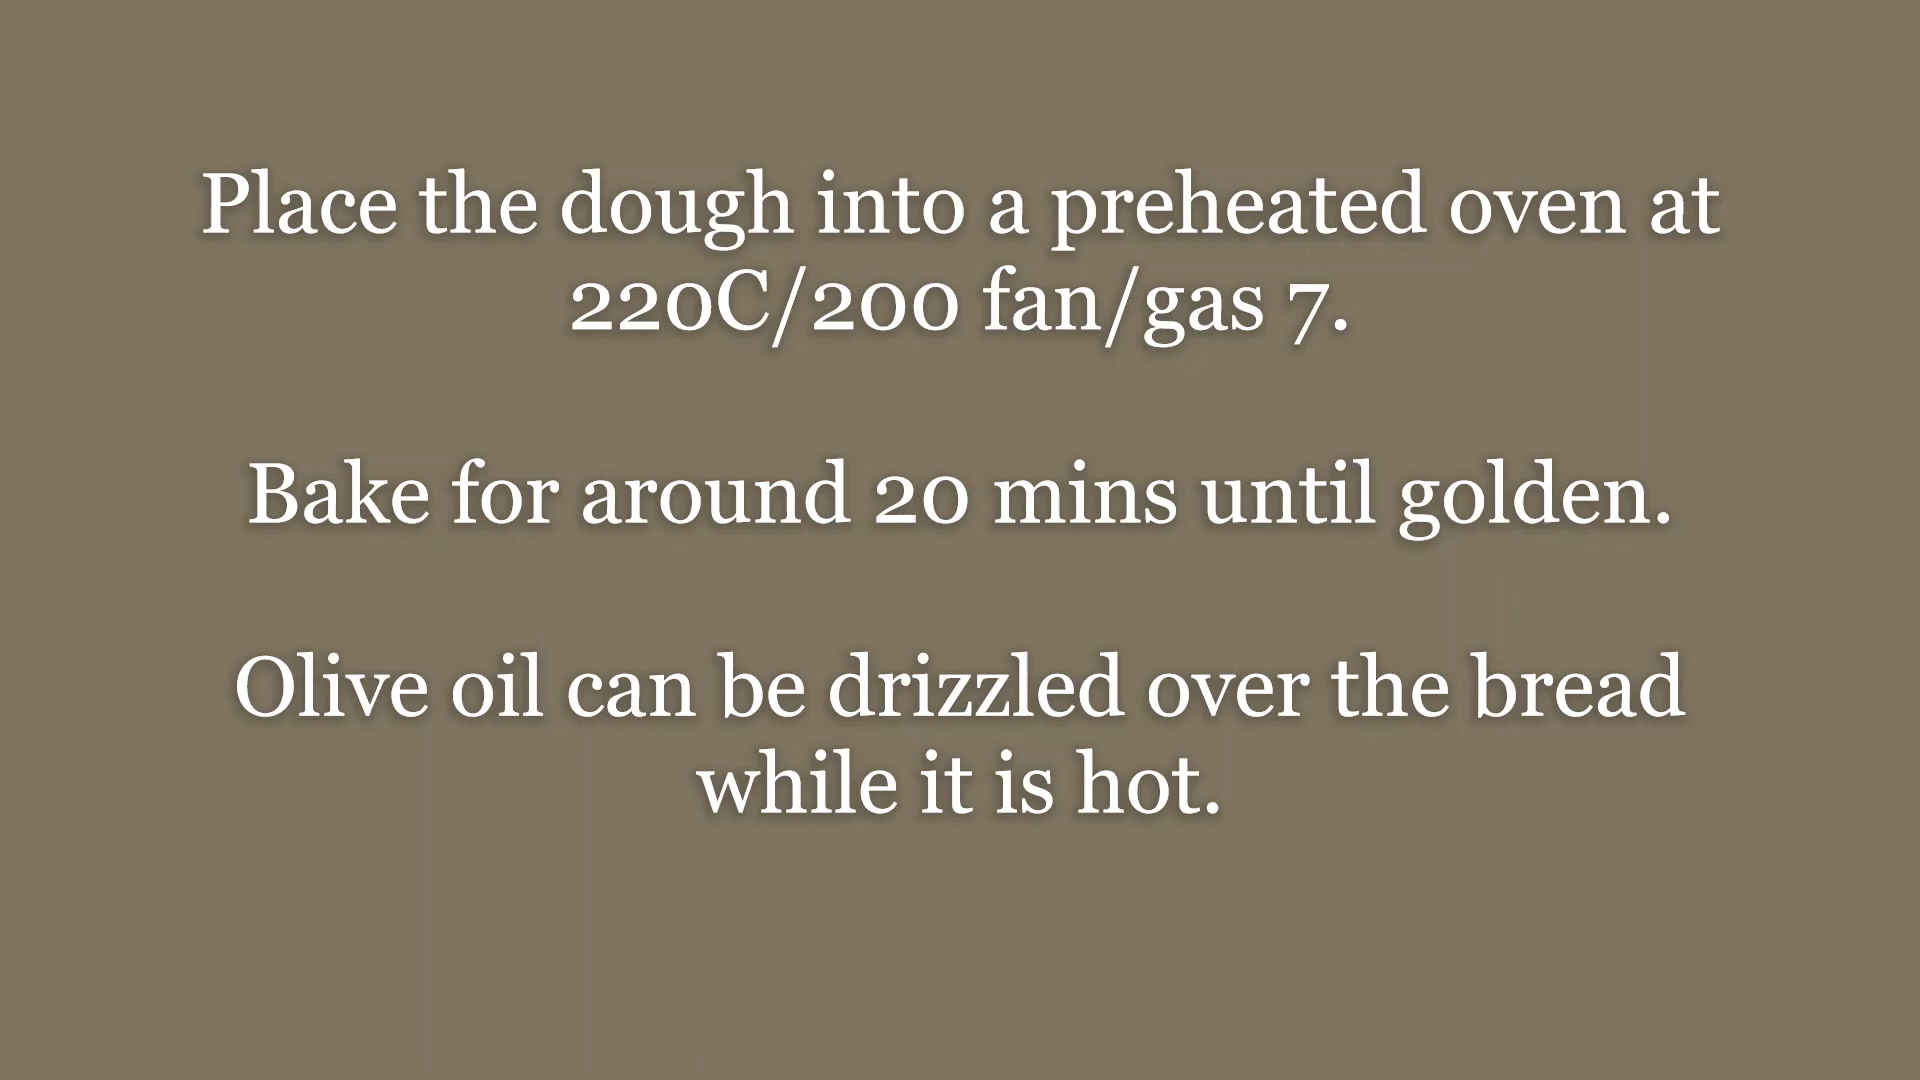 Place the dough into a preheated oven at
220C/200 fan/gas 7.
Bake for around 20 mins until golden.
Olive oil can be drizzled over the bread
while it is hot.